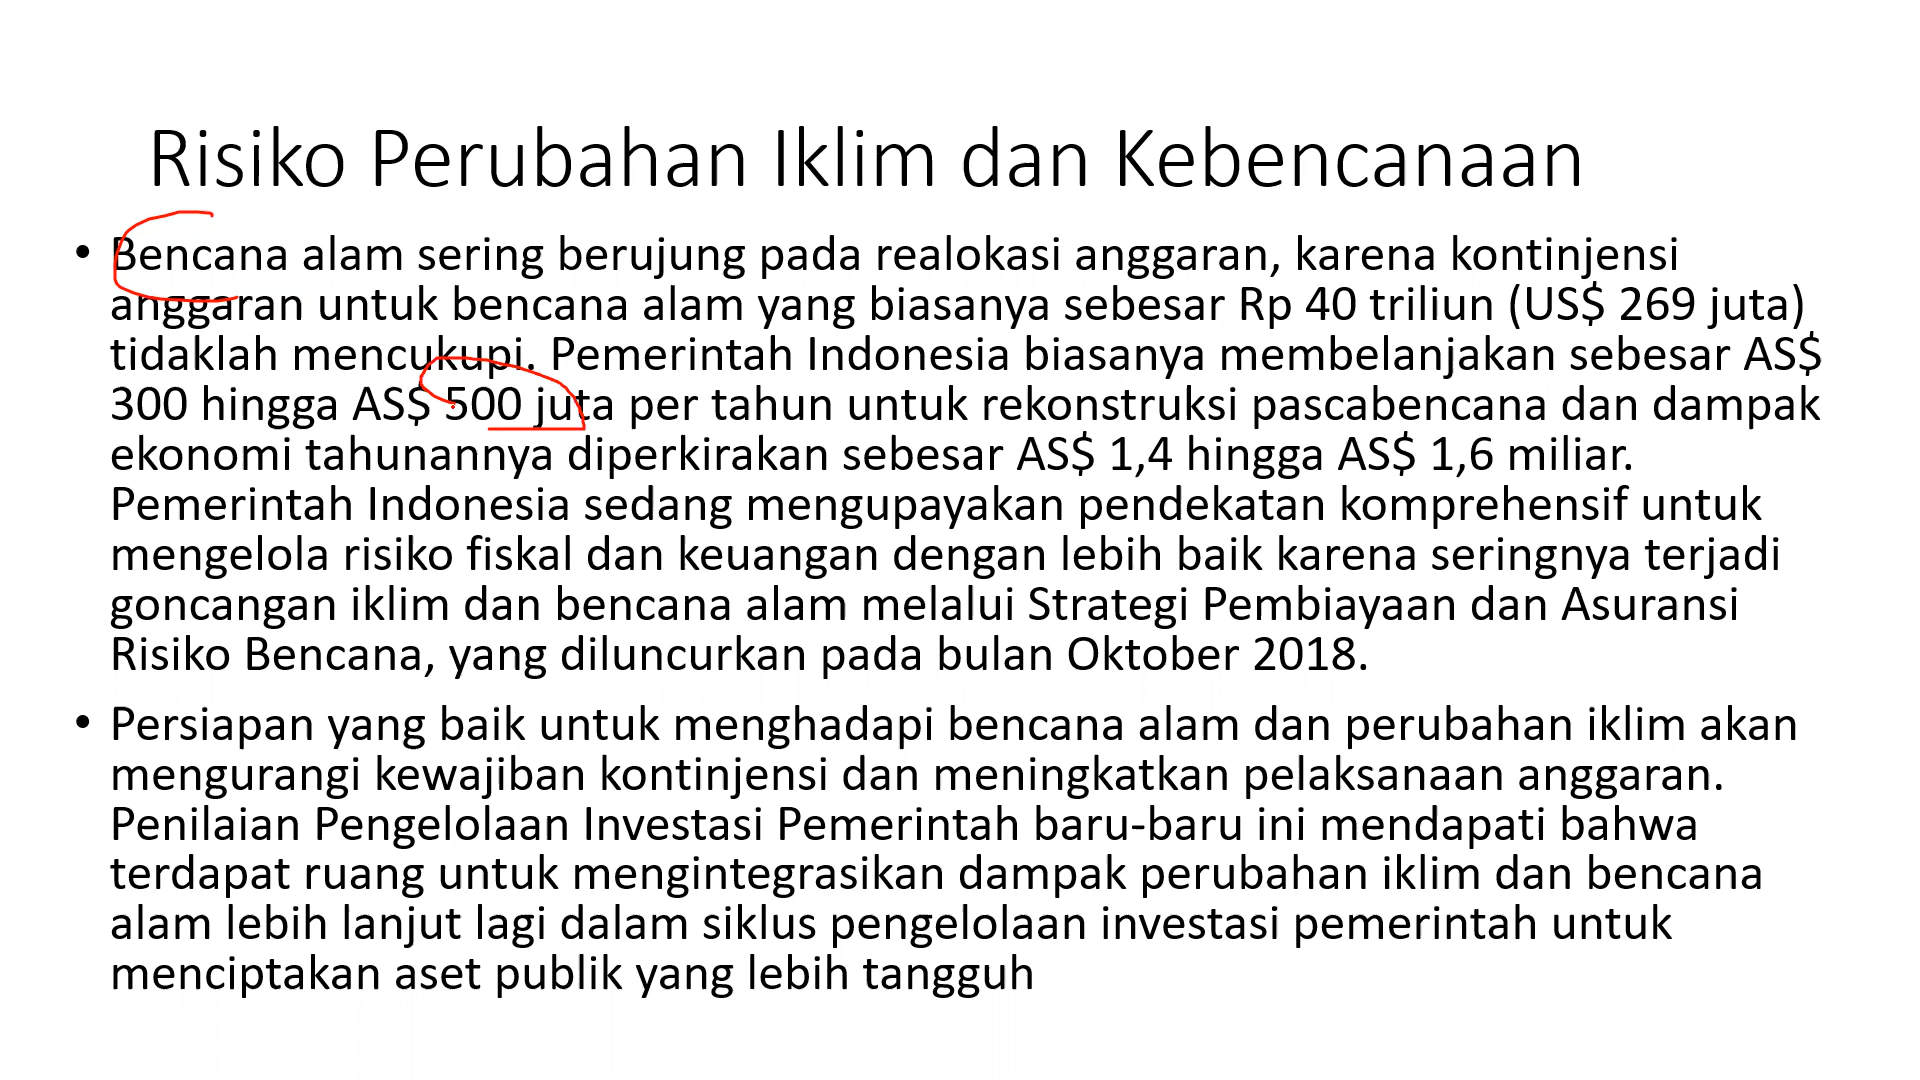 Risiko Perubahan Iklim dan Kebencanaan
• Bencana alam sering berujung pada realokasi anggaran, karena kontinjensi
anggaran untuk bencana alam yang biasanya sebesar Rp 40 triliun (US$ 269 juta)
tidaklah mencukupi. Pemerintah Indonesia biasanya membelanjakan sebesar AS$
300 hingga AS$ 500 juta per tahun untuk rekonstruksi pascabencana dan dampak
ekonomi tahunannya diperkirakan sebesar AS$ 1,4 hingga AS$ 1,6 miliar.
Pemerintah Indonesia sedang mengupayakan pendekatan komprehensif untuk
mengelola risiko fiskal dan keuangan dengan lebih baik karena seringnya terjadi
goncangan iklim dan bencana alam melalui Strategi Pembiayaan dan Asuransi
Risiko Bencana, yang diluncurkan pada bulan Oktober 2018.
• Persiapan yang baik untuk menghadapi bencana alam dan perubahan iklim akan
mengurangi kewajiban kontinjensi dan meningkatkan pelaksanaan anggaran.
Penilaian Pengelolaan Investasi Pemerintah baru-baru ini mendapati bahwa
terdapat ruang untuk mengintegrasikan dampak perubahan iklim dan bencana
alam lebih lanjut lagi dalam siklus pengelolaan investasi pemerintah untuk
menciptakan aset publik yang lebih tangguh